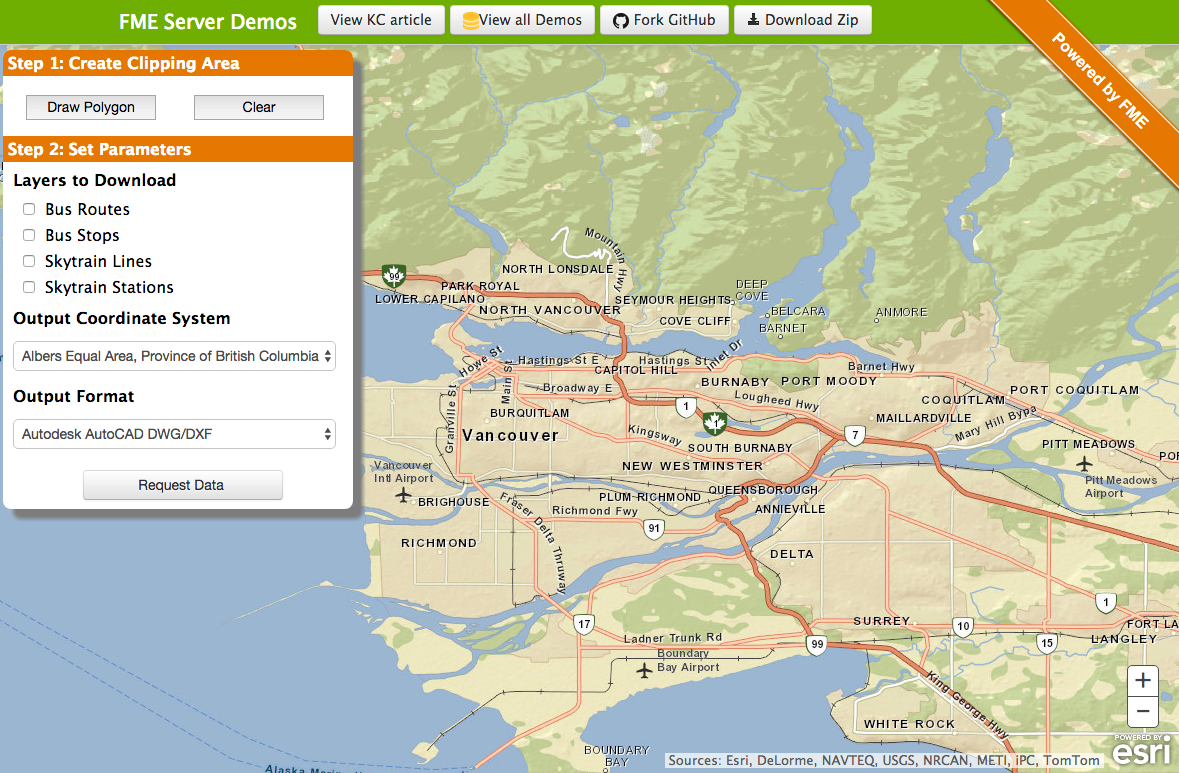 FME Server Demos
View KC article
View all Demos
Fork GitHub
Download Zip
Powered by FME
Step 1: Create Clipping Area
Draw Polygon
Clear
Step 2: Set Parameters
Layers to Download
Bus Routes
Bus Stops
Skytrain Lines
Skytrain Stations
Output Coordinate System
Albers Equal Area, Province of British Columbia
Output Format
Autodesk AutoCAD DWG/DXF
Request Data
Mountain Hwy
99
NORTH LONSDALE
PARK ROYAL
LOWER CAPILANO
NORTH VANCOUVER
SEYMOUR HEIGHTS
DEEP
COVE
COVE CLIFF
BELCARA
BARNET
ANMORE
Howe St
Main St
Hastings St E
Hastings St
Inlet Dr
CAPITOL HILL
Barnet Hwy
Broadway E
BURNABY
PORT MOODY
PORT COQUITLAM
Granville St
Lougheed Hwy
COQUITLAM
1
1
BURQUITLAM
MAILLARDVILLE
Mary Hill Bypa
Vancouver
Kingsway
7
SOUTH BURNABY
PITT MEADOWS
POR
NEW WESTMINSTER
Vancouver
Intl Airport
Pitt Meadows
Airport
BRIGHOUSE
Fraser Delta Thruway
PLUM-RICHMOND
QUEENSBOROUGH
Richmond Fwy
ANNIEVILLE
91
RICHMOND
DELTA
1
17
SURREY
10
FORT LA
Ladner Trunk Rd
99
15
LANGLEY
Boundary
Bay Airport
King George Hwy
+
−
WHITE ROCK
BOUNDARY
BAY
Sources: Esri, DeLorme, NAVTEQ, USGS, NRCAN, METI, iPC, TomTom
POWERED BY
esri